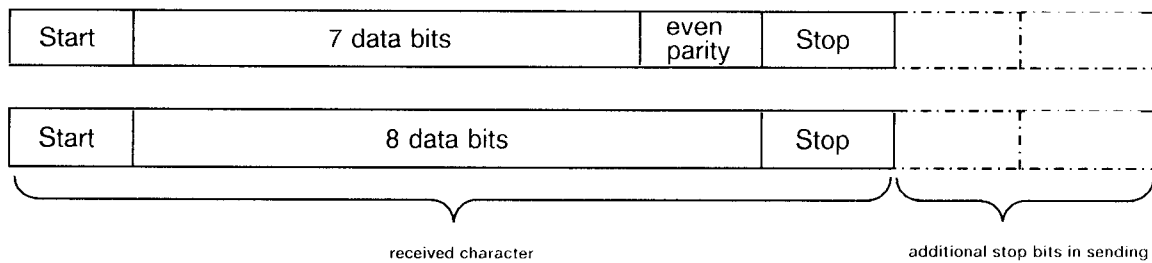 Start 7 data bits even parity Stop
Start 8 data bits Stop
received character additional stop bits in sending